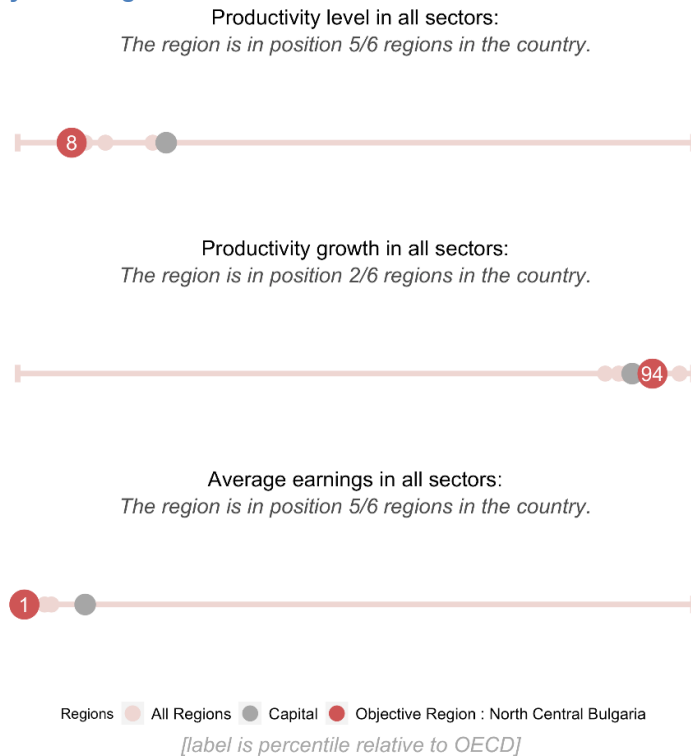 Productivity level in all sectors:
The region is in position 5/6 regions in the country.
8
Productivity growth in all sectors:
The region is in position 2/6 regions in the country.
94
Average earnings in all sectors:
The region is in position 5/6 regions in the country.
1
Regions All Regions Capital Objective Region : North Central Bulgaria
[label is percentile relative to OECD]